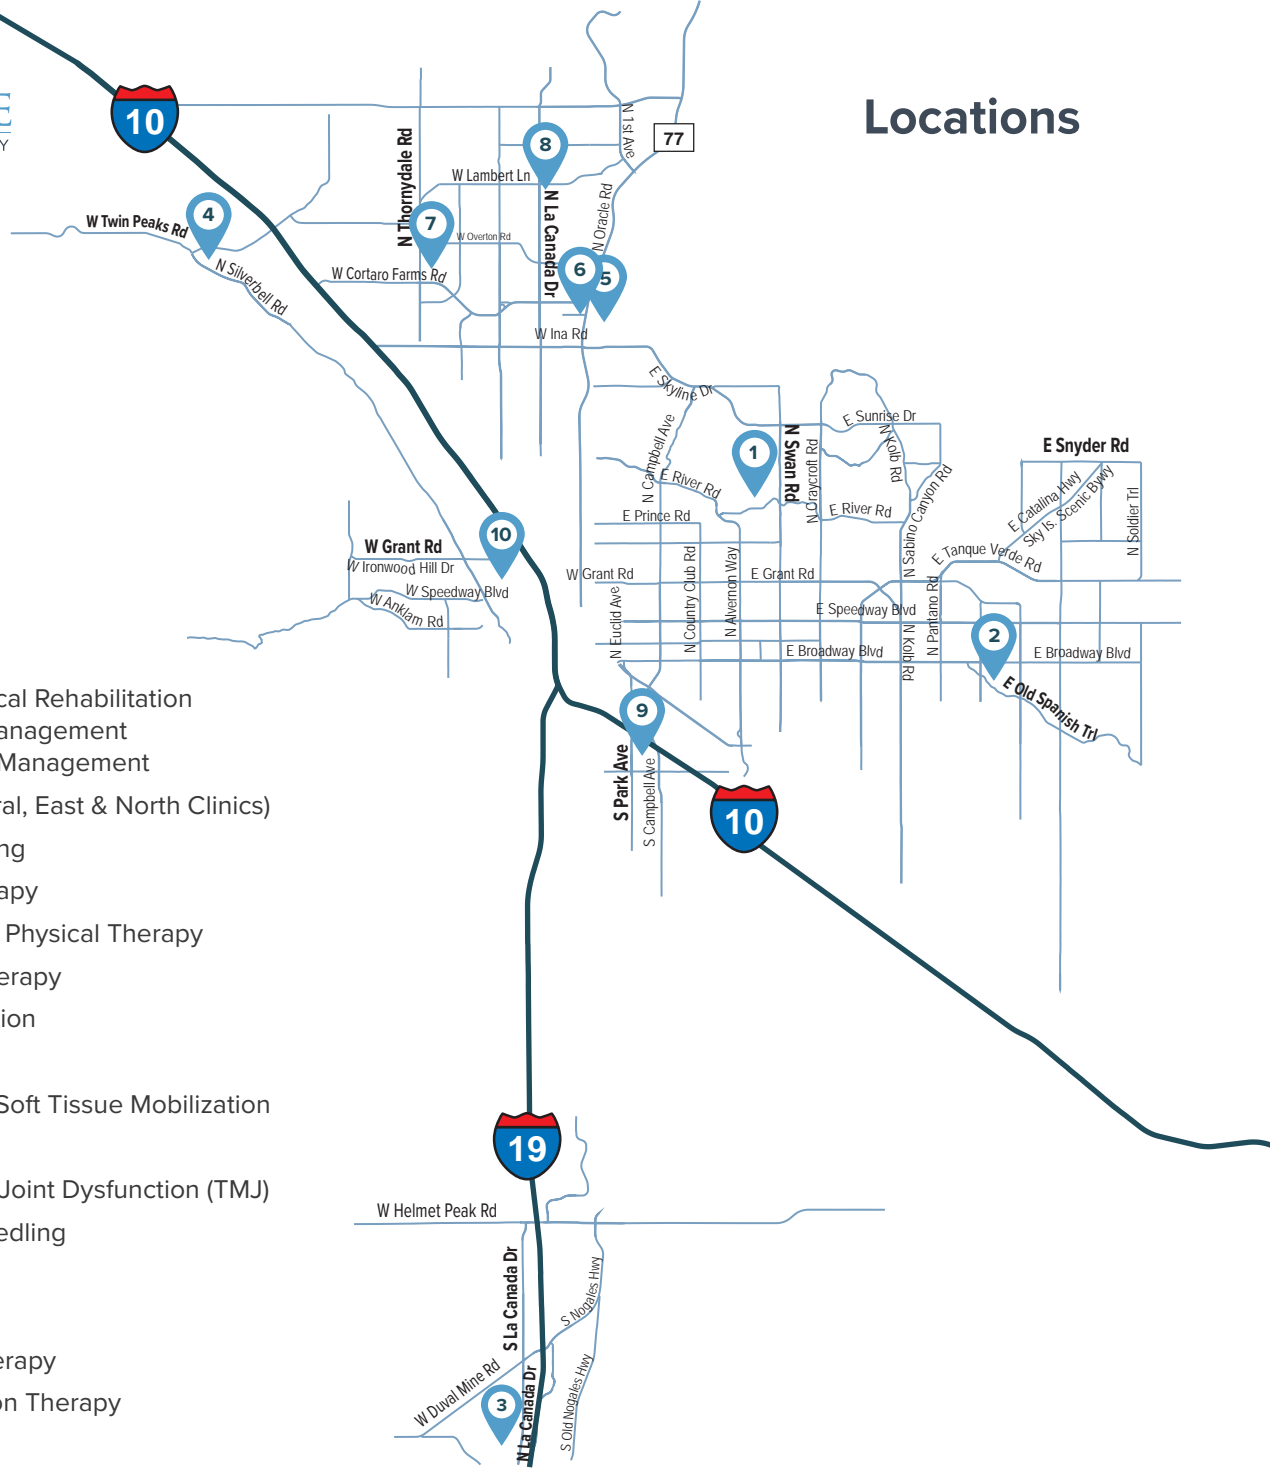 Locations
10
77
N 1st Ave
8
N Thornydale Rd
W Lambert Ln
N La Canada Dr
N Oracle Rd
4
W Twin Peaks Rd
7
W Overton Rd
N Silverbell Rd
W Cortaro Farms Rd
6
5
W Ina Rd
E Skyline Dr
N Campbell Ave
E Sunrise Dr
N Kolb Rd
1
N Swan Rd
N Craycroft Rd
E Snyder Rd
E River Rd
E River Rd
N Sabino Canyon Rd
E Catalina Hwy
Sky Is. Scenic Bywy
N Soldier Trl
E Prince Rd
10
W Grant Rd
W Ironwood Hill Dr
W Speedway Blvd
W Anklam Rd
W Grant Rd
E Grant Rd
E Tanque Verde Rd
N Euclid Ave
N Country Club Rd
N Alvernon Way
E Speedway Blvd
N Pantano Rd
N Kolb Rd
2
E Broadway Blvd
E Broadway Blvd
E Old Spanish Trl
9
S Park Ave
S Campbell Ave
10
cal Rehabilitation
anagement
Management
ral, East & North Clinics)
ng
apy
Physical Therapy
erapy
ion
Soft Tissue Mobilization
Joint Dysfunction (TMJ)
edling
erapy
on Therapy
19
W Helmet Peak Rd
S La Canada Dr
S Nogales Hwy
W Duval Mine Rd
3
N La Canada Dr
S Old Nogales Hwy